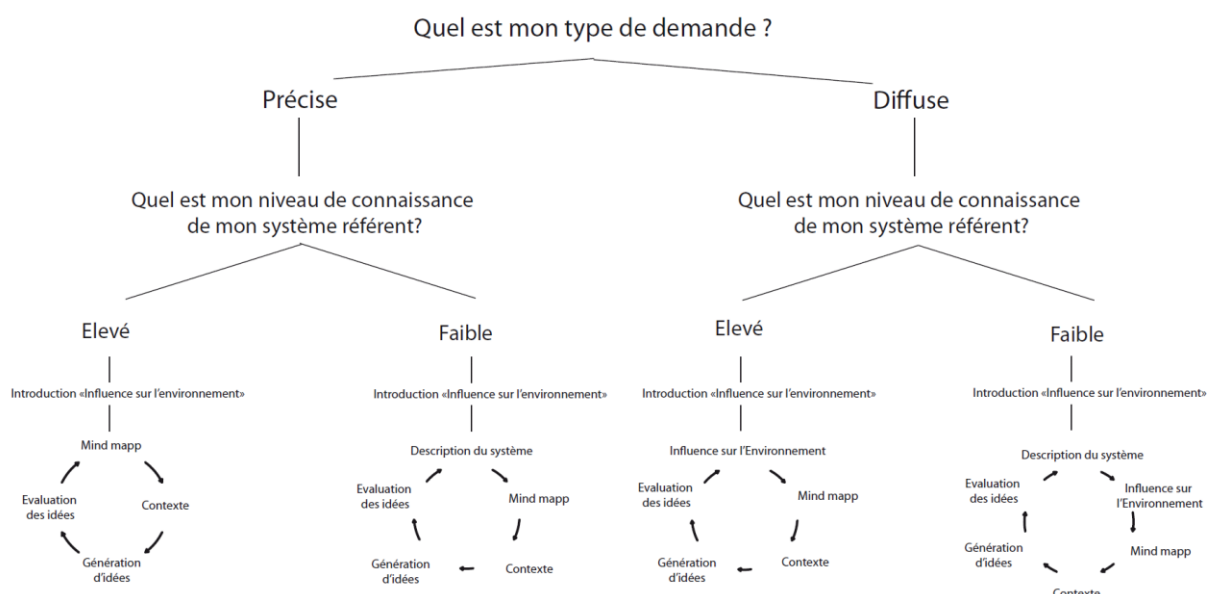 Quel est mon type de demande ?
Précise
Diffuse
Quel est mon niveau de connaissance
de mon système référent?
Quel est mon niveau de connaissance
de mon système référent?
Elevé
Faible
Elevé
Faible
Introduction «Influence sur l'environnement»
Introduction «Influence sur l'environnement»
Introduction «Influence sur l'environnement»
Introduction «Influence sur l'environnement»
Mind mapp
Contexte
Génération
d'idées
Evaluation
des idées
Description du système
Mind mapp
Contexte
Génération
d'idées
Evaluation
des idées
Influence sur l'Environnement
Mind mapp
Contexte
Génération
d'idées
Evaluation
des idées
Description du système
Influence sur
l'Environnement
Mind mapp
Contexte
Génération
d'idées
Evaluation
des idées